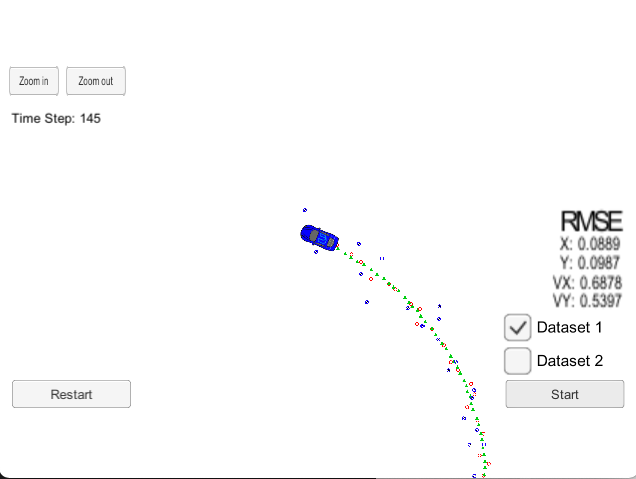 Zoom in
Zoom out
Time Step: 145
RMSE
X: 0.0889
Y: 0.0987
VX: 0.6878
VY: 0.5397
Dataset 1
Dataset 2
Restart
Start